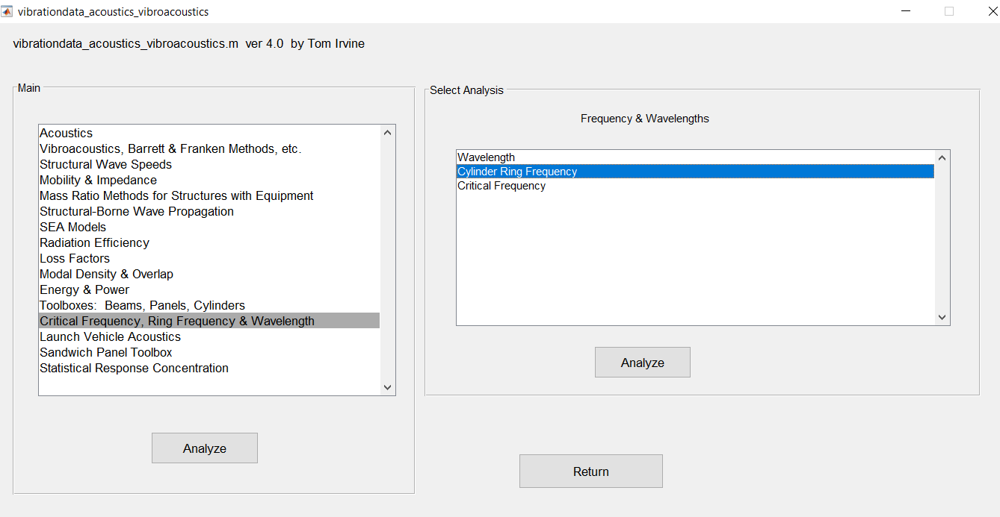 vibrationdata_acoustics_vibroacoustics
vibrationdata_acoustics_vibroacoustics.m  ver 4.0  by Tom Irvine
Main
Acoustics
Vibroacoustics, Barrett & Franken Methods, etc.
Structural Wave Speeds
Mobility & Impedance
Mass Ratio Methods for Structures with Equipment
Structural-Borne Wave Propagation
SEA Models
Radiation Efficiency
Loss Factors
Modal Density & Overlap
Energy & Power
Toolboxes:  Beams, Panels, Cylinders
Critical Frequency, Ring Frequency & Wavelength
Launch Vehicle Acoustics
Sandwich Panel Toolbox
Statistical Response Concentration
Analyze
Select Analysis
Frequency & Wavelengths
Wavelength
Cylinder Ring Frequency
Critical Frequency
Analyze
Return